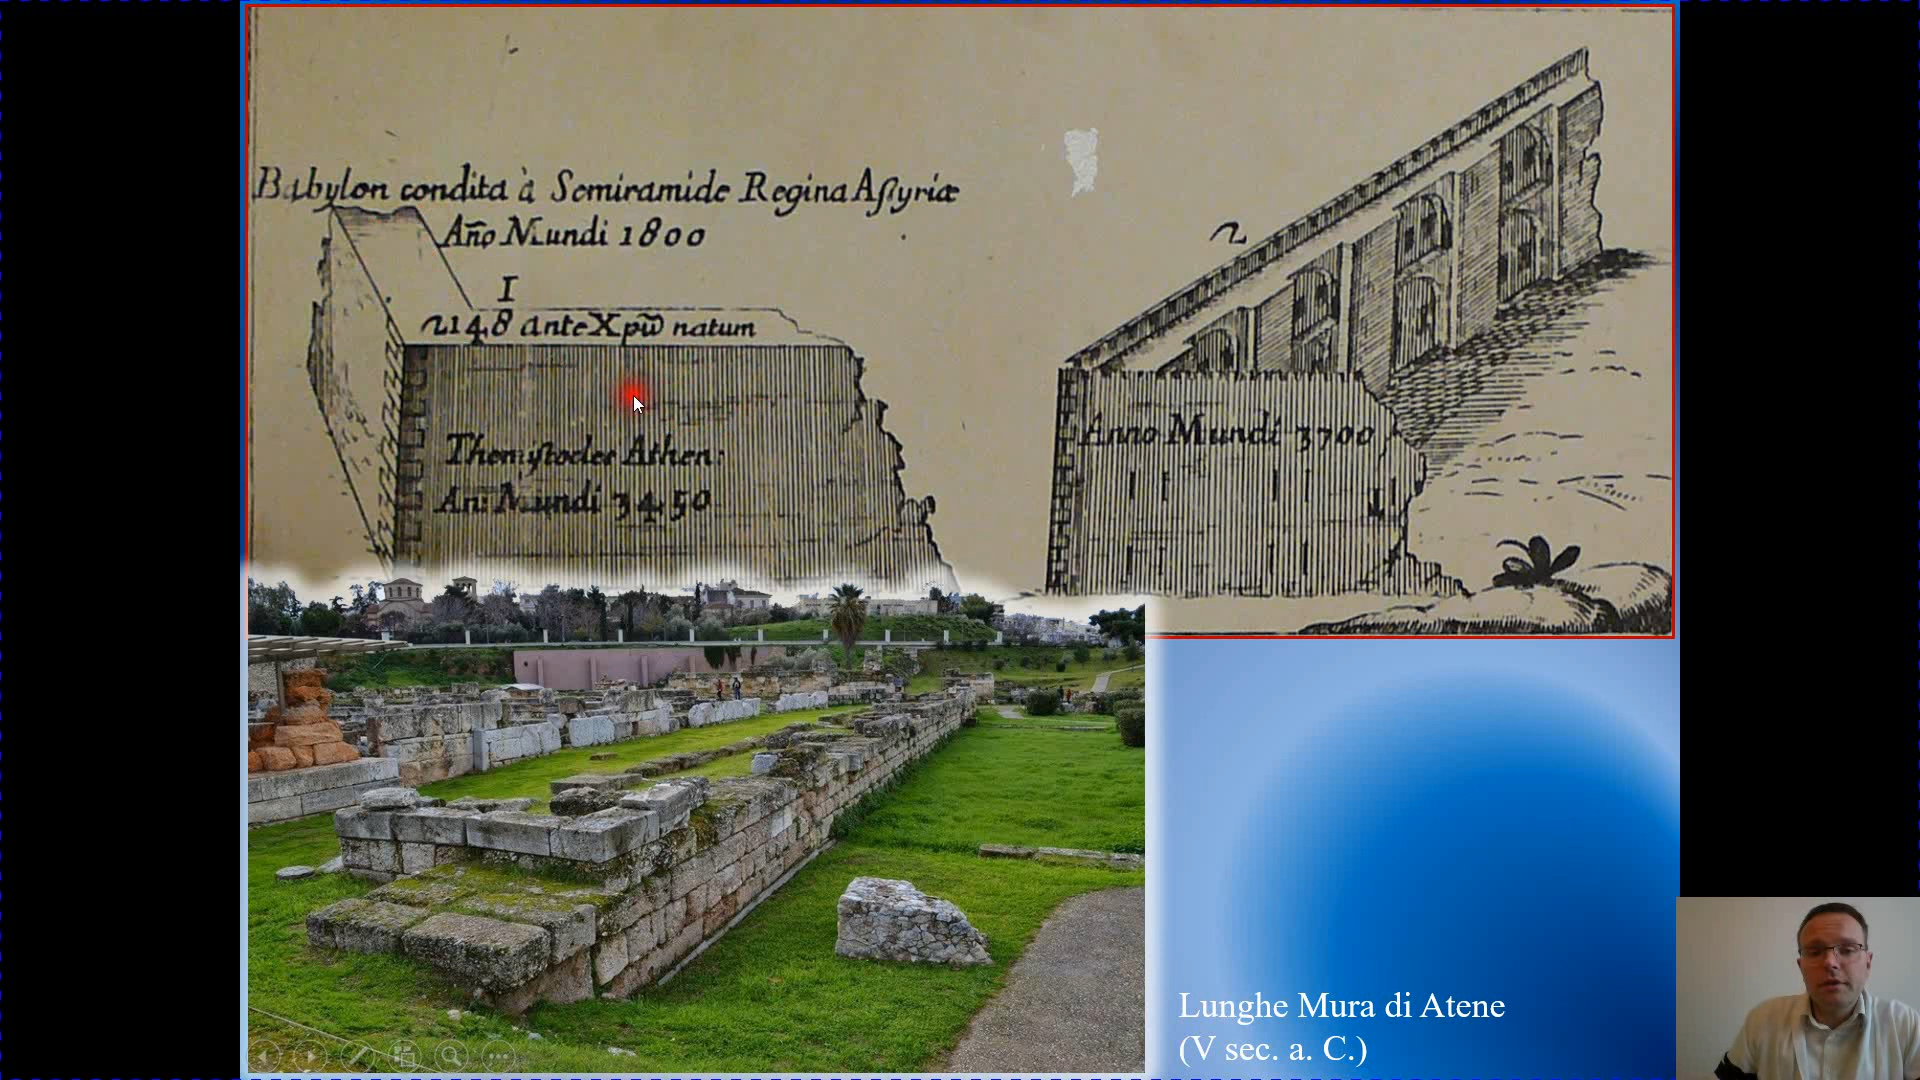 Babylon condita à Semiramide Regina Aſſyriæ
Año Mundi 1800
I
2148 ante Xpm̄ natum
Themystocles Athen:
An: Mundi 3450
2
Anno Mundi 3700
Lunghe Mura di Atene
(V sec. a. C.)